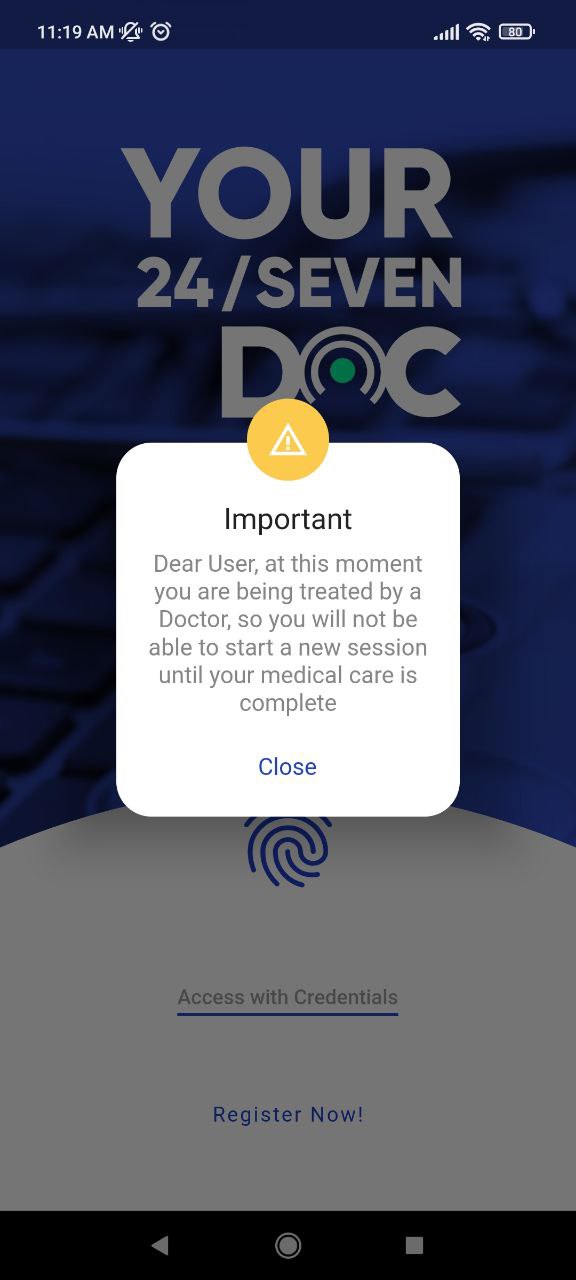 11:19 AM
80
YOUR
24/SEVEN
DOC
Important
Dear User, at this moment
you are being treated by a
Doctor, so you will not be
able to start a new session
until your medical care is
complete
Close
Access with Credentials
Register Now!